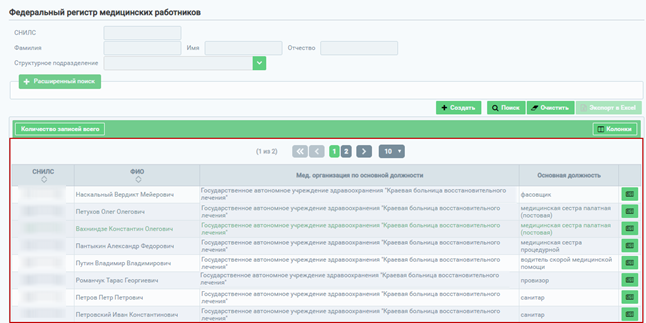 Федеральный регистр медицинских работников
СНИЛС
Фамилия Имя Отчество
Структурное подразделение
Расширенный поиск
Создать Поиск Очистить Экспорт в Excel
Количество записей всего Колонки
(1 из 2) 1 2 10
СНИЛС ФИО Мед. организация по основной должности Основная должность
Наскальный Вердикт Мейерович Государственное автономное учреждение здравоохранения "Краевая больница восстановительного лечения" фасовщик
Петухов Олег Олегович Государственное автономное учреждение здравоохранения "Краевая больница восстановительного лечения" медицинская сестра палатная (постовая)
Вахниндзе Константин Олегович Государственное автономное учреждение здравоохранения "Краевая больница восстановительного лечения" медицинская сестра палатная (постовая)
Пантыкин Александр Федорович Государственное автономное учреждение здравоохранения "Краевая больница восстановительного лечения" медицинская сестра процедурной
Путин Владимир Владимирович Государственное автономное учреждение здравоохранения "Краевая больница восстановительного лечения" водитель скорой медицинской помощи
Романчук Тарас Георгиевич Государственное автономное учреждение здравоохранения "Краевая больница восстановительного лечения" провизор
Петров Петр Петрович Государственное автономное учреждение здравоохранения "Краевая больница восстановительного лечения" санитар
Петровский Иван Константинович Государственное автономное учреждение здравоохранения "Краевая больница восстановительного лечения" санитар